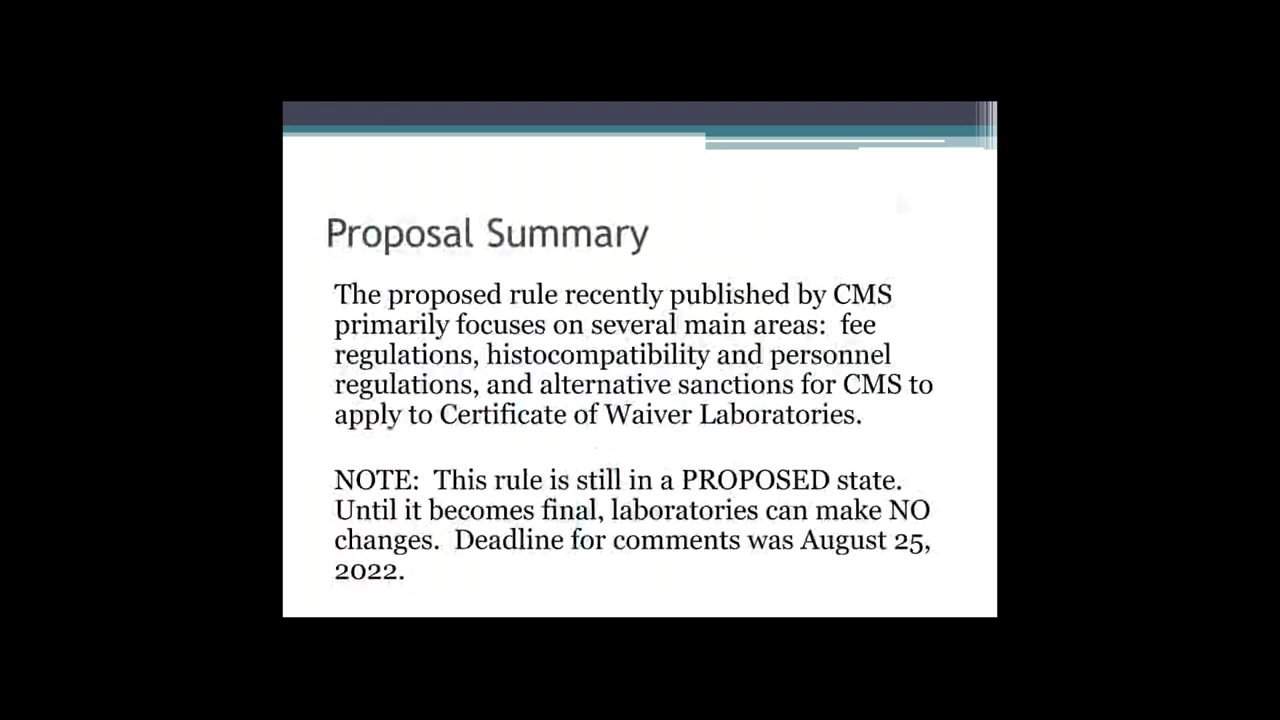 Proposal Summary
The proposed rule recently published by CMS
primarily focuses on several main areas:  fee
regulations, histocompatibility and personnel
regulations, and alternative sanctions for CMS to
apply to Certificate of Waiver Laboratories.
NOTE:  This rule is still in a PROPOSED state.
Until it becomes final, laboratories can make NO
changes.  Deadline for comments was August 25,
2022.